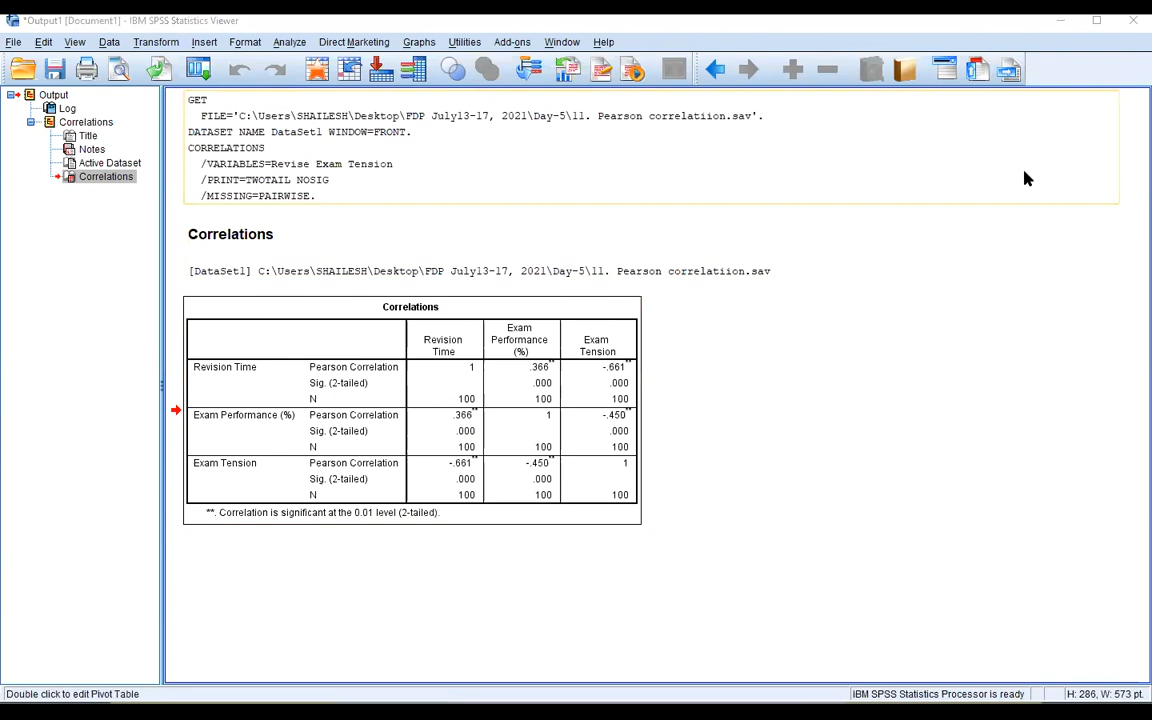 *Output1 [Document1] - IBM SPSS Statistics Viewer
File Edit View Data Transform Insert Format Analyze Direct Marketing Graphs Utilities Add-ons Window Help
Output
Log
Correlations
Title
Notes
Active Dataset
Correlations
GET
FILE='C:\Users\SHAILESH\Desktop\FDP July13-17, 2021\Day-5\11. Pearson correlatiion.sav'.
DATASET NAME DataSet1 WINDOW=FRONT.
CORRELATIONS
/VARIABLES=Revise Exam Tension
/PRINT=TWOTAIL NOSIG
/MISSING=PAIRWISE.
Correlations
[DataSet1] C:\Users\SHAILESH\Desktop\FDP July13-17, 2021\Day-5\11. Pearson correlatiion.sav
Correlations
Revision Time Exam Performance (%) Exam Tension
Revision Time Pearson Correlation 1 .366** -.661**
Sig. (2-tailed) .000 .000
N 100 100 100
Exam Performance (%) Pearson Correlation .366** 1 -.450**
Sig. (2-tailed) .000 .000
N 100 100 100
Exam Tension Pearson Correlation -.661** -.450** 1
Sig. (2-tailed) .000 .000
N 100 100 100
**. Correlation is significant at the 0.01 level (2-tailed).
Double click to edit Pivot Table IBM SPSS Statistics Processor is ready H: 286, W: 573 pt.